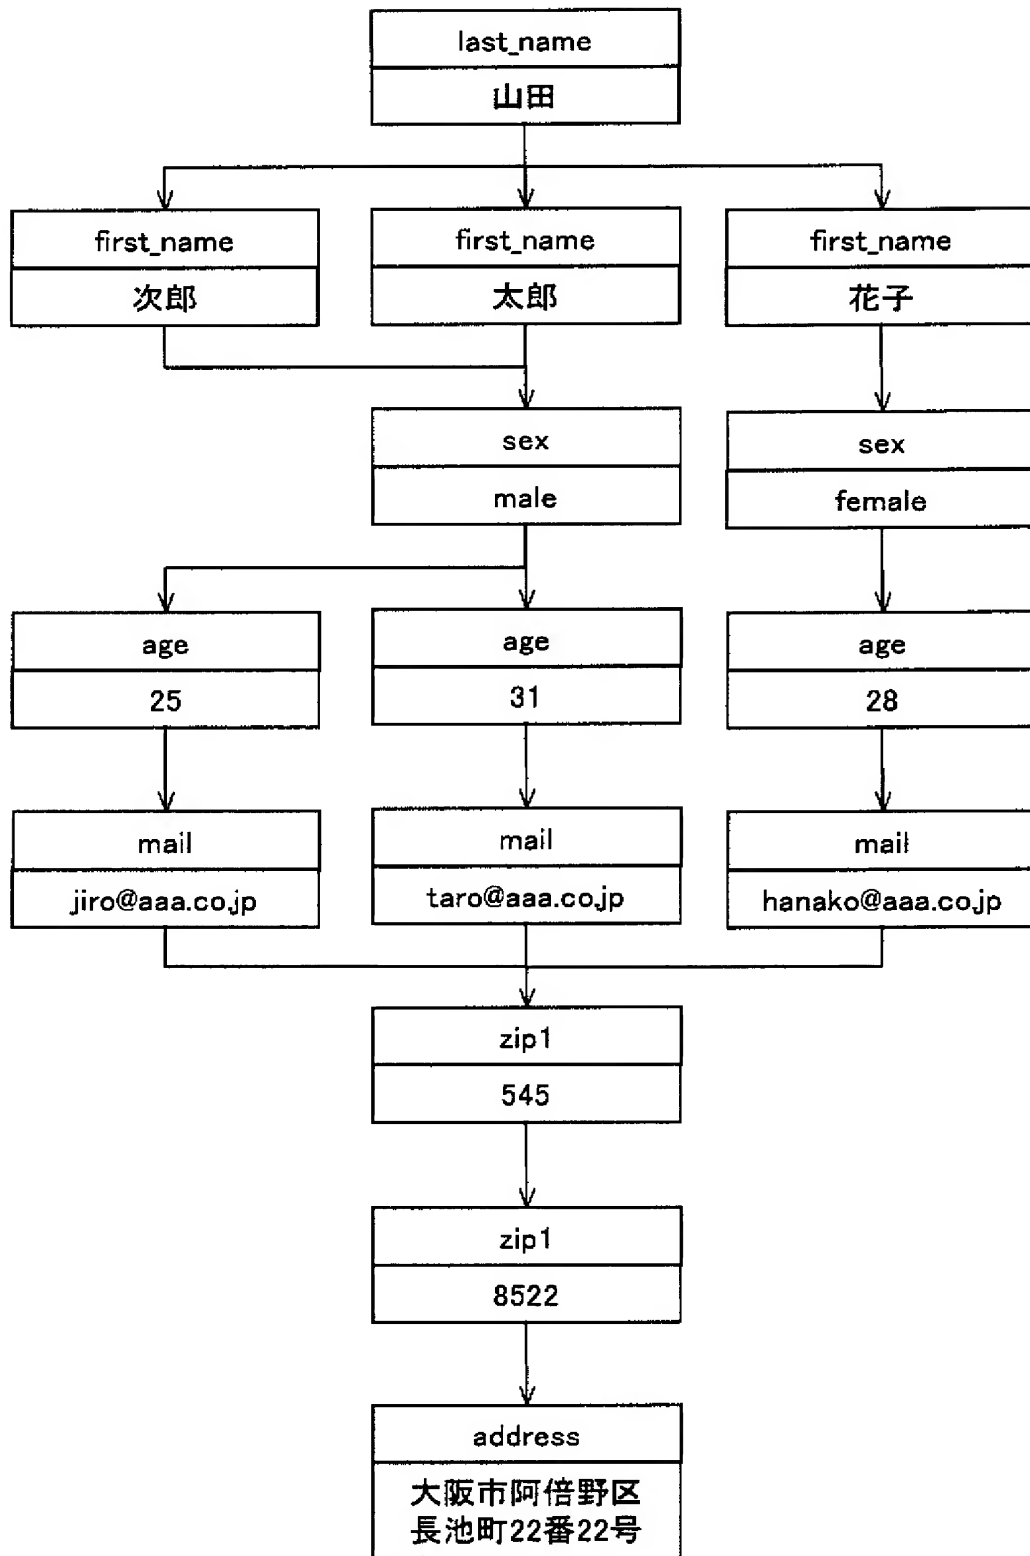 last_name
山田
first_name
次郎
first_name
太郎
first_name
花子
sex
male
sex
female
age
25
age
31
age
28
mail
jiro@aaa.co.jp
mail
taro@aaa.co.jp
mail
hanako@aaa.co.jp
zip1
545
zip1
8522
address
大阪市阿倍野区
長池町22番22号